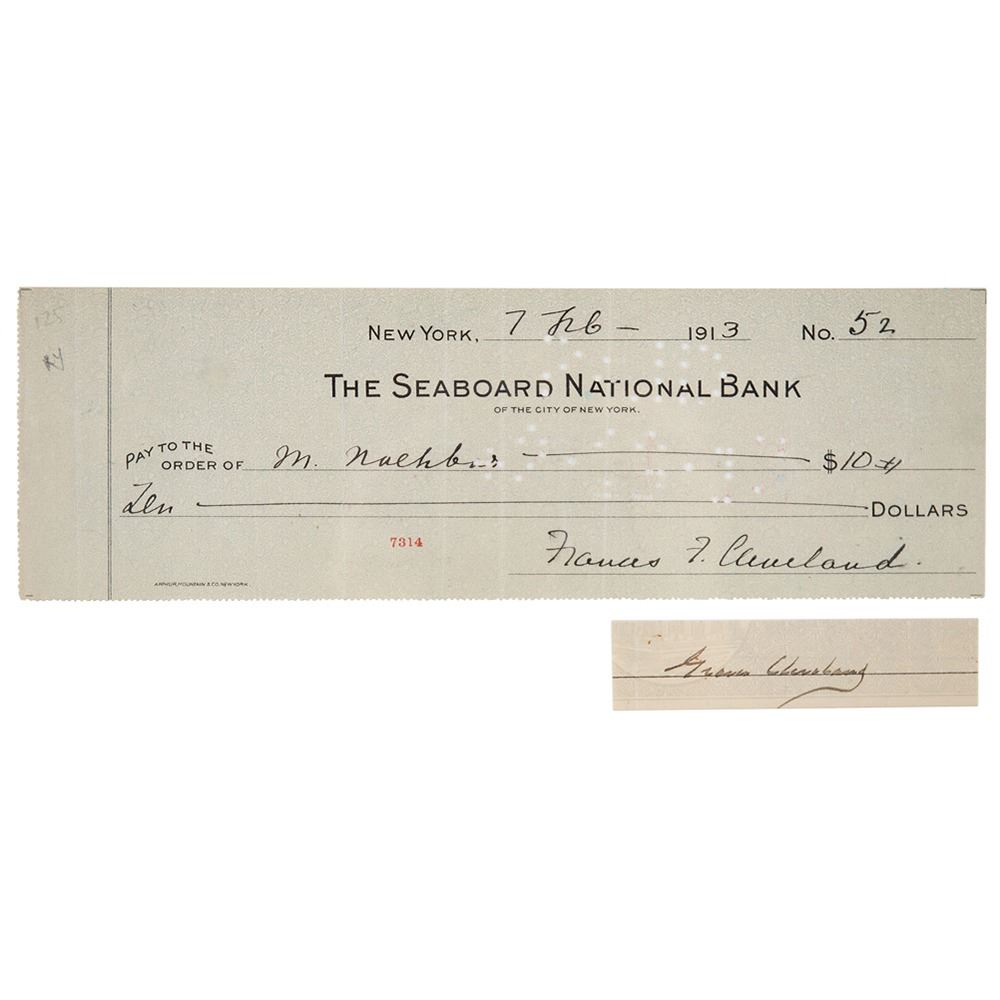 125
NEW YORK, 7 Feb — 1913 No. 52
THE SEABOARD NATIONAL BANK
OF THE CITY OF NEW YORK.
PAY TO THE
ORDER OF M. — $10
Ten — DOLLARS
7314
Frances F. Cleveland.
ARTHUR, MOUNTAIN & CO. NEW YORK.
Grover Cleveland